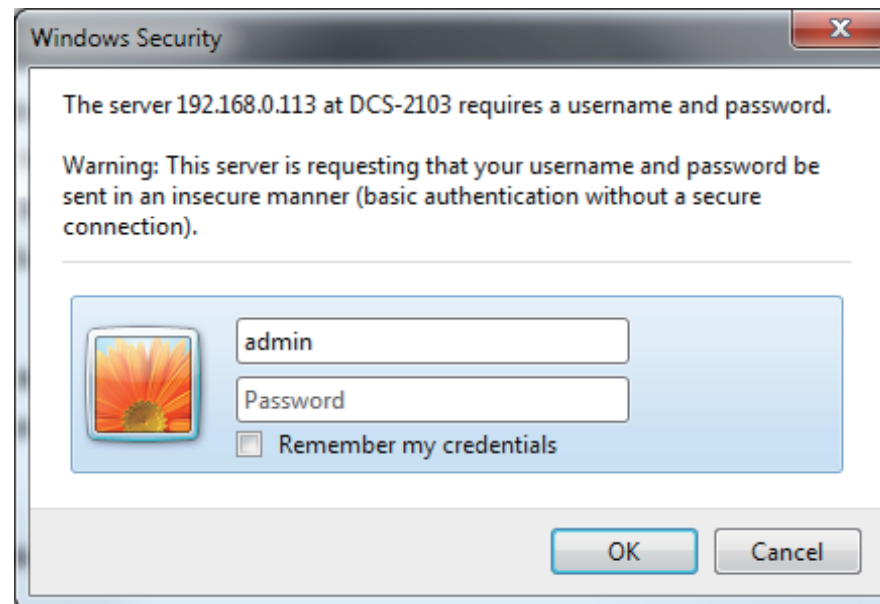 Windows Security
The server 192.168.0.113 at DCS-2103 requires a username and password.
Warning: This server is requesting that your username and password be
sent in an insecure manner (basic authentication without a secure
connection).
admin
Password
Remember my credentials
OK
Cancel